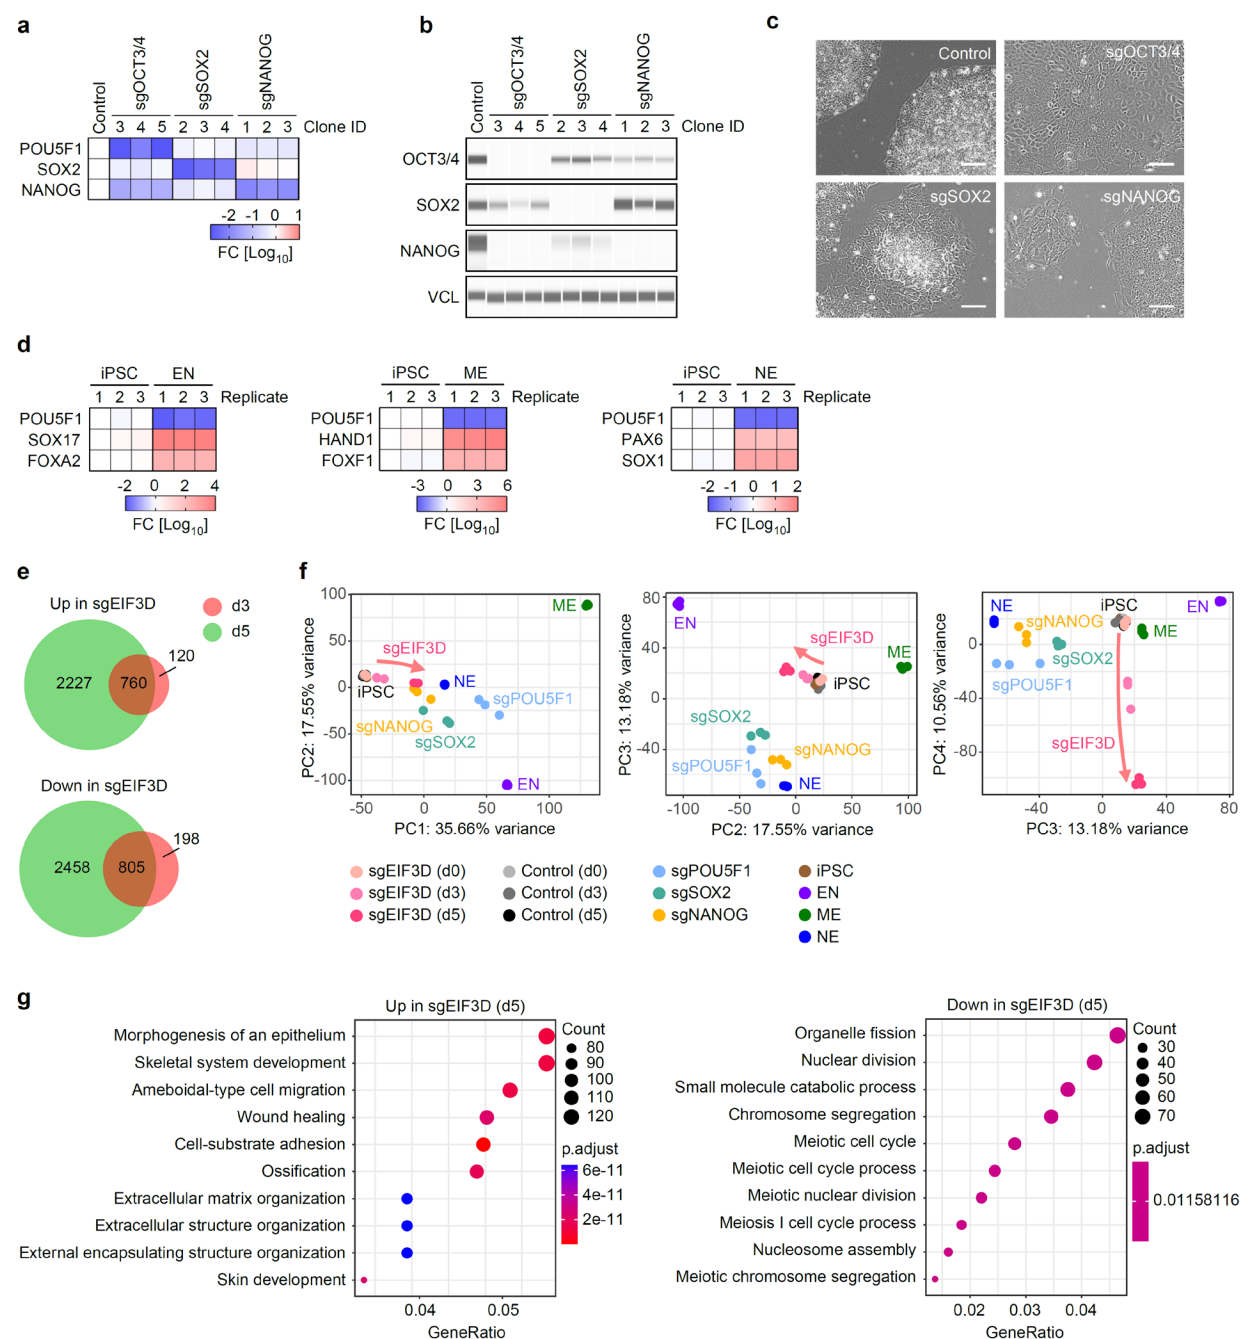 a
Control
sgOCT3/4
sgSOX2
sgNANOG
3 4 5 2 3 4 1 2 3 Clone ID
POU5F1
SOX2
NANOG
-2 -1 0 1
FC [Log10]
b
Control
sgOCT3/4
sgSOX2
sgNANOG
3 4 5 2 3 4 1 2 3 Clone ID
OCT3/4
SOX2
NANOG
VCL
c
Control
sgOCT3/4
sgSOX2
sgNANOG
d
iPSC EN
1 2 3 1 2 3 Replicate
POU5F1
SOX17
FOXA2
-2 0 2 4
FC [Log10]
iPSC ME
1 2 3 1 2 3 Replicate
POU5F1
HAND1
FOXF1
-3 0 3 6
FC [Log10]
iPSC NE
1 2 3 1 2 3
POU5F1
PAX6
SOX1
-2 -1 0 1 2
FC [Log10]
e
Up in sgEIF3D
d3
d5
2227 760 120
Down in sgEIF3D
2458 805 198
f
100
50
0
-50
-100
PC2: 17.55% variance
ME
sgEIF3D
iPSC
NE
sgPOU5F1
sgNANOG
sgSOX2
EN
-50 0 50 100
PC1: 35.66% variance
80
40
0
-40
PC3: 13.18% variance
EN
sgEIF3D
ME
iPSC
sgSOX2
sgNANOG
sgPOU5F1
NE
-100 -50 0 50 100
PC2: 17.55% variance
0
-40
-80
PC4: 10.56% variance
NE
iPSC
EN
sgNANOG
ME
sgSOX2
sgPOU5F1
sgEIF3D
-40 0 40 80
PC3: 13.18% variance
sgEIF3D (d0) Control (d0) sgPOU5F1 iPSC
sgEIF3D (d3) Control (d3) sgSOX2 EN
sgEIF3D (d5) Control (d5) sgNANOG ME
NE
g
Up in sgEIF3D (d5)
Morphogenesis of an epithelium
Skeletal system development
Ameboidal-type cell migration
Wound healing
Cell-substrate adhesion
Ossification
Extracellular matrix organization
Extracellular structure organization
External encapsulating structure organization
Skin development
0.04 0.05
GeneRatio
Count
80
90
100
110
120
p.adjust
6e-11
4e-11
2e-11
Down in sgEIF3D (d5)
Organelle fission
Nuclear division
Small molecule catabolic process
Chromosome segregation
Meiotic cell cycle
Meiotic cell cycle process
Meiotic nuclear division
Meiosis I cell cycle process
Nucleosome assembly
Meiotic chromosome segregation
0.02 0.03 0.04
GeneRatio
Count
30
40
50
60
70
p.adjust
0.01158116